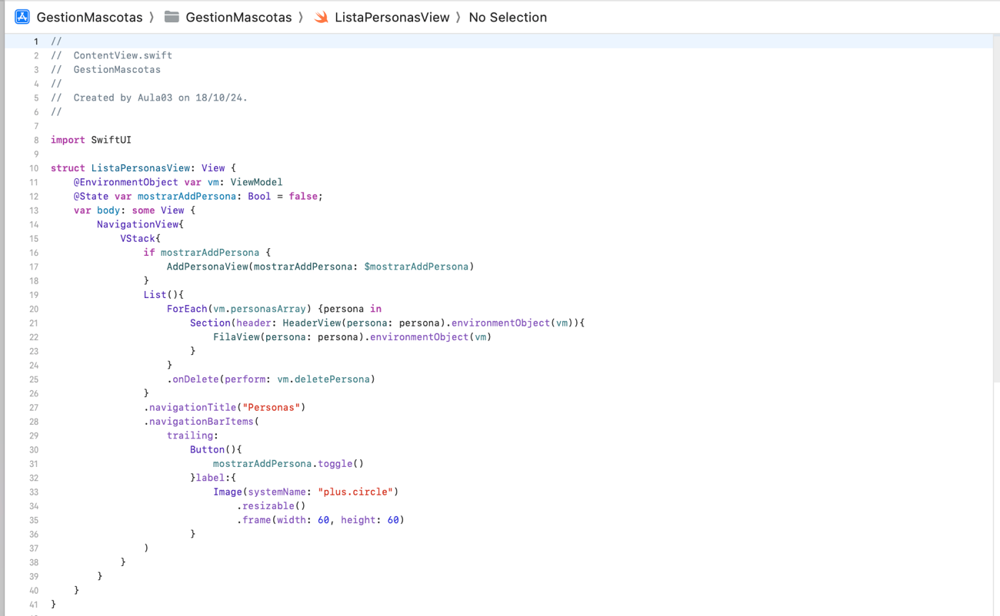 GestionMascotas 〉 GestionMascotas 〉 ListaPersonasView 〉 No Selection
1 //
2 //  ContentView.swift
3 //  GestionMascotas
4 //
5 //  Created by Aula03 on 18/10/24.
6 //
7
8 import SwiftUI
9
10 struct ListaPersonasView: View {
11     @EnvironmentObject var vm: ViewModel
12     @State var mostrarAddPersona: Bool = false;
13     var body: some View {
14         NavigationView{
15             VStack{
16                 if mostrarAddPersona {
17                     AddPersonaView(mostrarAddPersona: $mostrarAddPersona)
18                 }
19                 List(){
20                     ForEach(vm.personasArray) {persona in
21                         Section(header: HeaderView(persona: persona).environmentObject(vm)){
22                             FilaView(persona: persona).environmentObject(vm)
23                         }
24                     }
25                     .onDelete(perform: vm.deletePersona)
26                 }
27                 .navigationTitle("Personas")
28                 .navigationBarItems(
29                     trailing:
30                         Button(){
31                             mostrarAddPersona.toggle()
32                         }label:{
33                             Image(systemName: "plus.circle")
34                                 .resizable()
35                                 .frame(width: 60, height: 60)
36                         }
37                 )
38             }
39         }
40     }
41 }